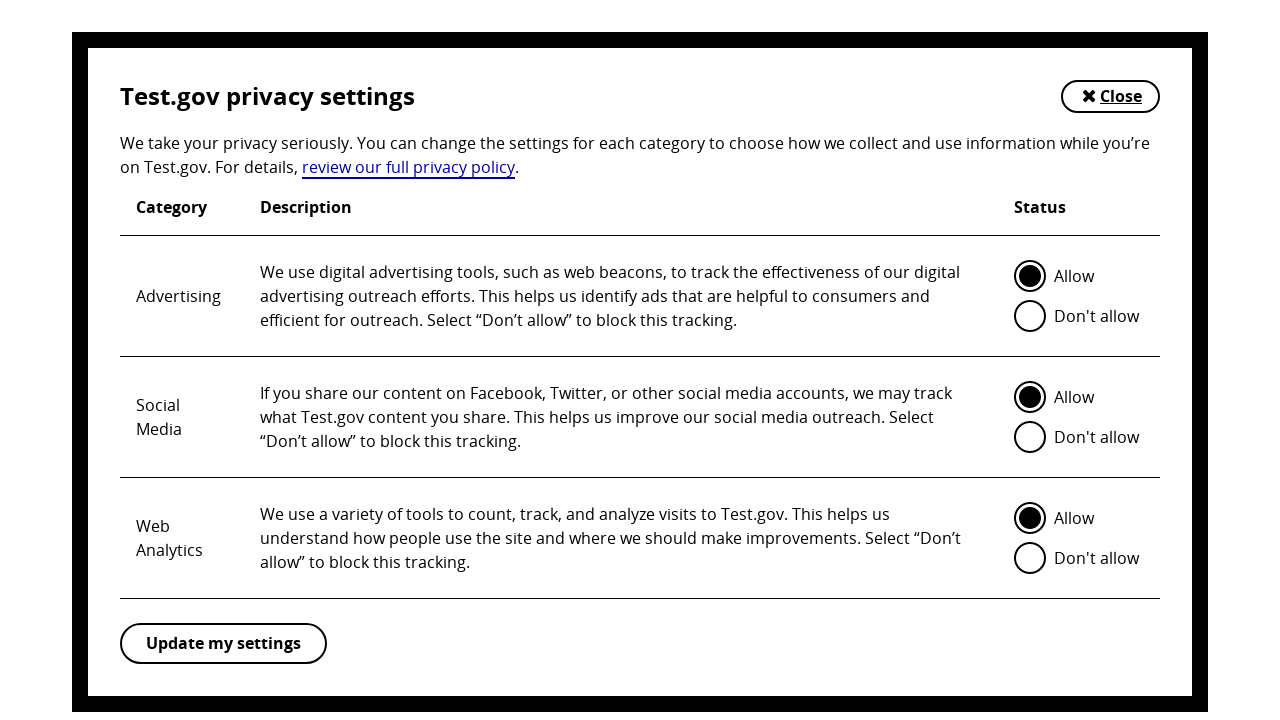 Test.gov privacy settings
✖ Close
We take your privacy seriously. You can change the settings for each category to choose how we collect and use information while you’re
on Test.gov. For details, review our full privacy policy.
Category Description Status
Advertising
We use digital advertising tools, such as web beacons, to track the effectiveness of our digital
advertising outreach efforts. This helps us identify ads that are helpful to consumers and
efficient for outreach. Select “Don’t allow” to block this tracking.
Allow
Don't allow
Social
Media
If you share our content on Facebook, Twitter, or other social media accounts, we may track
what Test.gov content you share. This helps us improve our social media outreach. Select
“Don’t allow” to block this tracking.
Allow
Don't allow
Web
Analytics
We use a variety of tools to count, track, and analyze visits to Test.gov. This helps us
understand how people use the site and where we should make improvements. Select “Don’t
allow” to block this tracking.
Allow
Don't allow
Update my settings